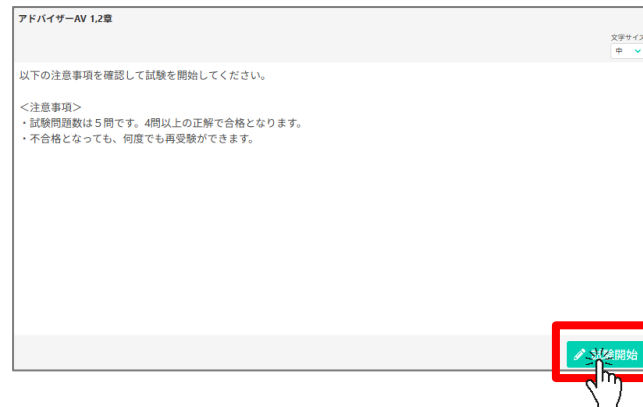 アドバイザーAV 1,2章
文字サイズ
中
以下の注意事項を確認して試験を開始してください。
＜注意事項＞
・試験問題数は５問です。4問以上の正解で合格となります。
・不合格となっても、何度でも再受験ができます。
試験開始